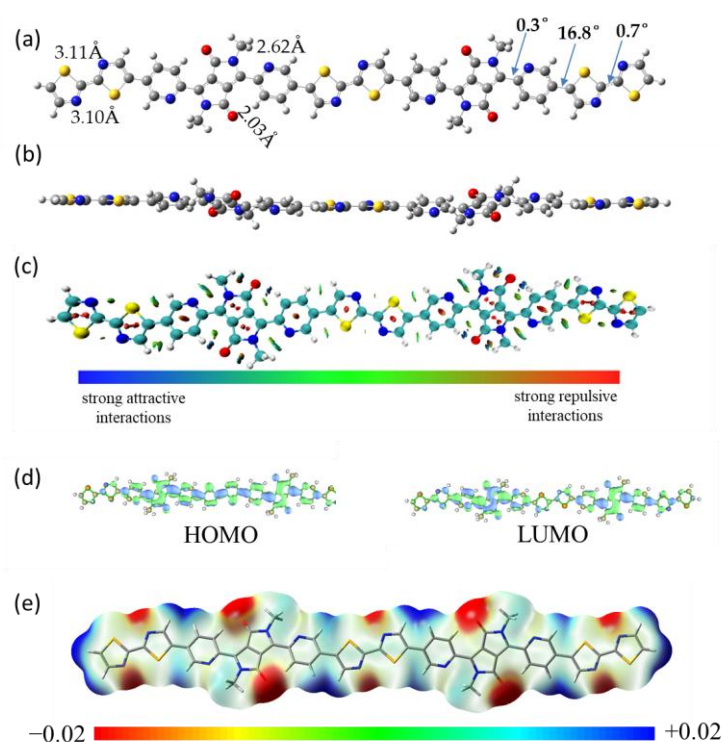 (a)
3.11Å
2.62Å
0.3°
16.8°
0.7°
3.10Å
2.03Å
(b)
(c)
strong attractive
interactions
strong repulsive
interactions
(d)
HOMO
LUMO
(e)
−0.02
+0.02